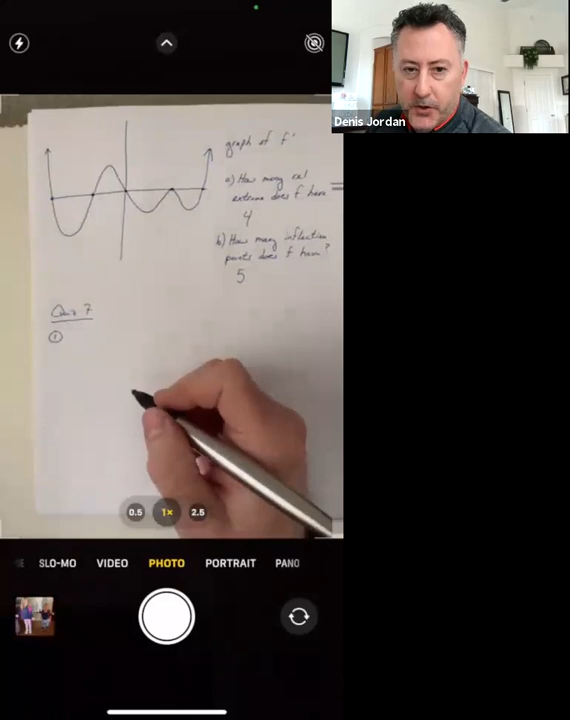 Denis Jordan
graph of f'
a) How many rel
extrema does f have
4
b) How many inflection
points does f have?
5
Quiz 7
1
0.5 1× 2.5
SLO-MO VIDEO PHOTO PORTRAIT PANO